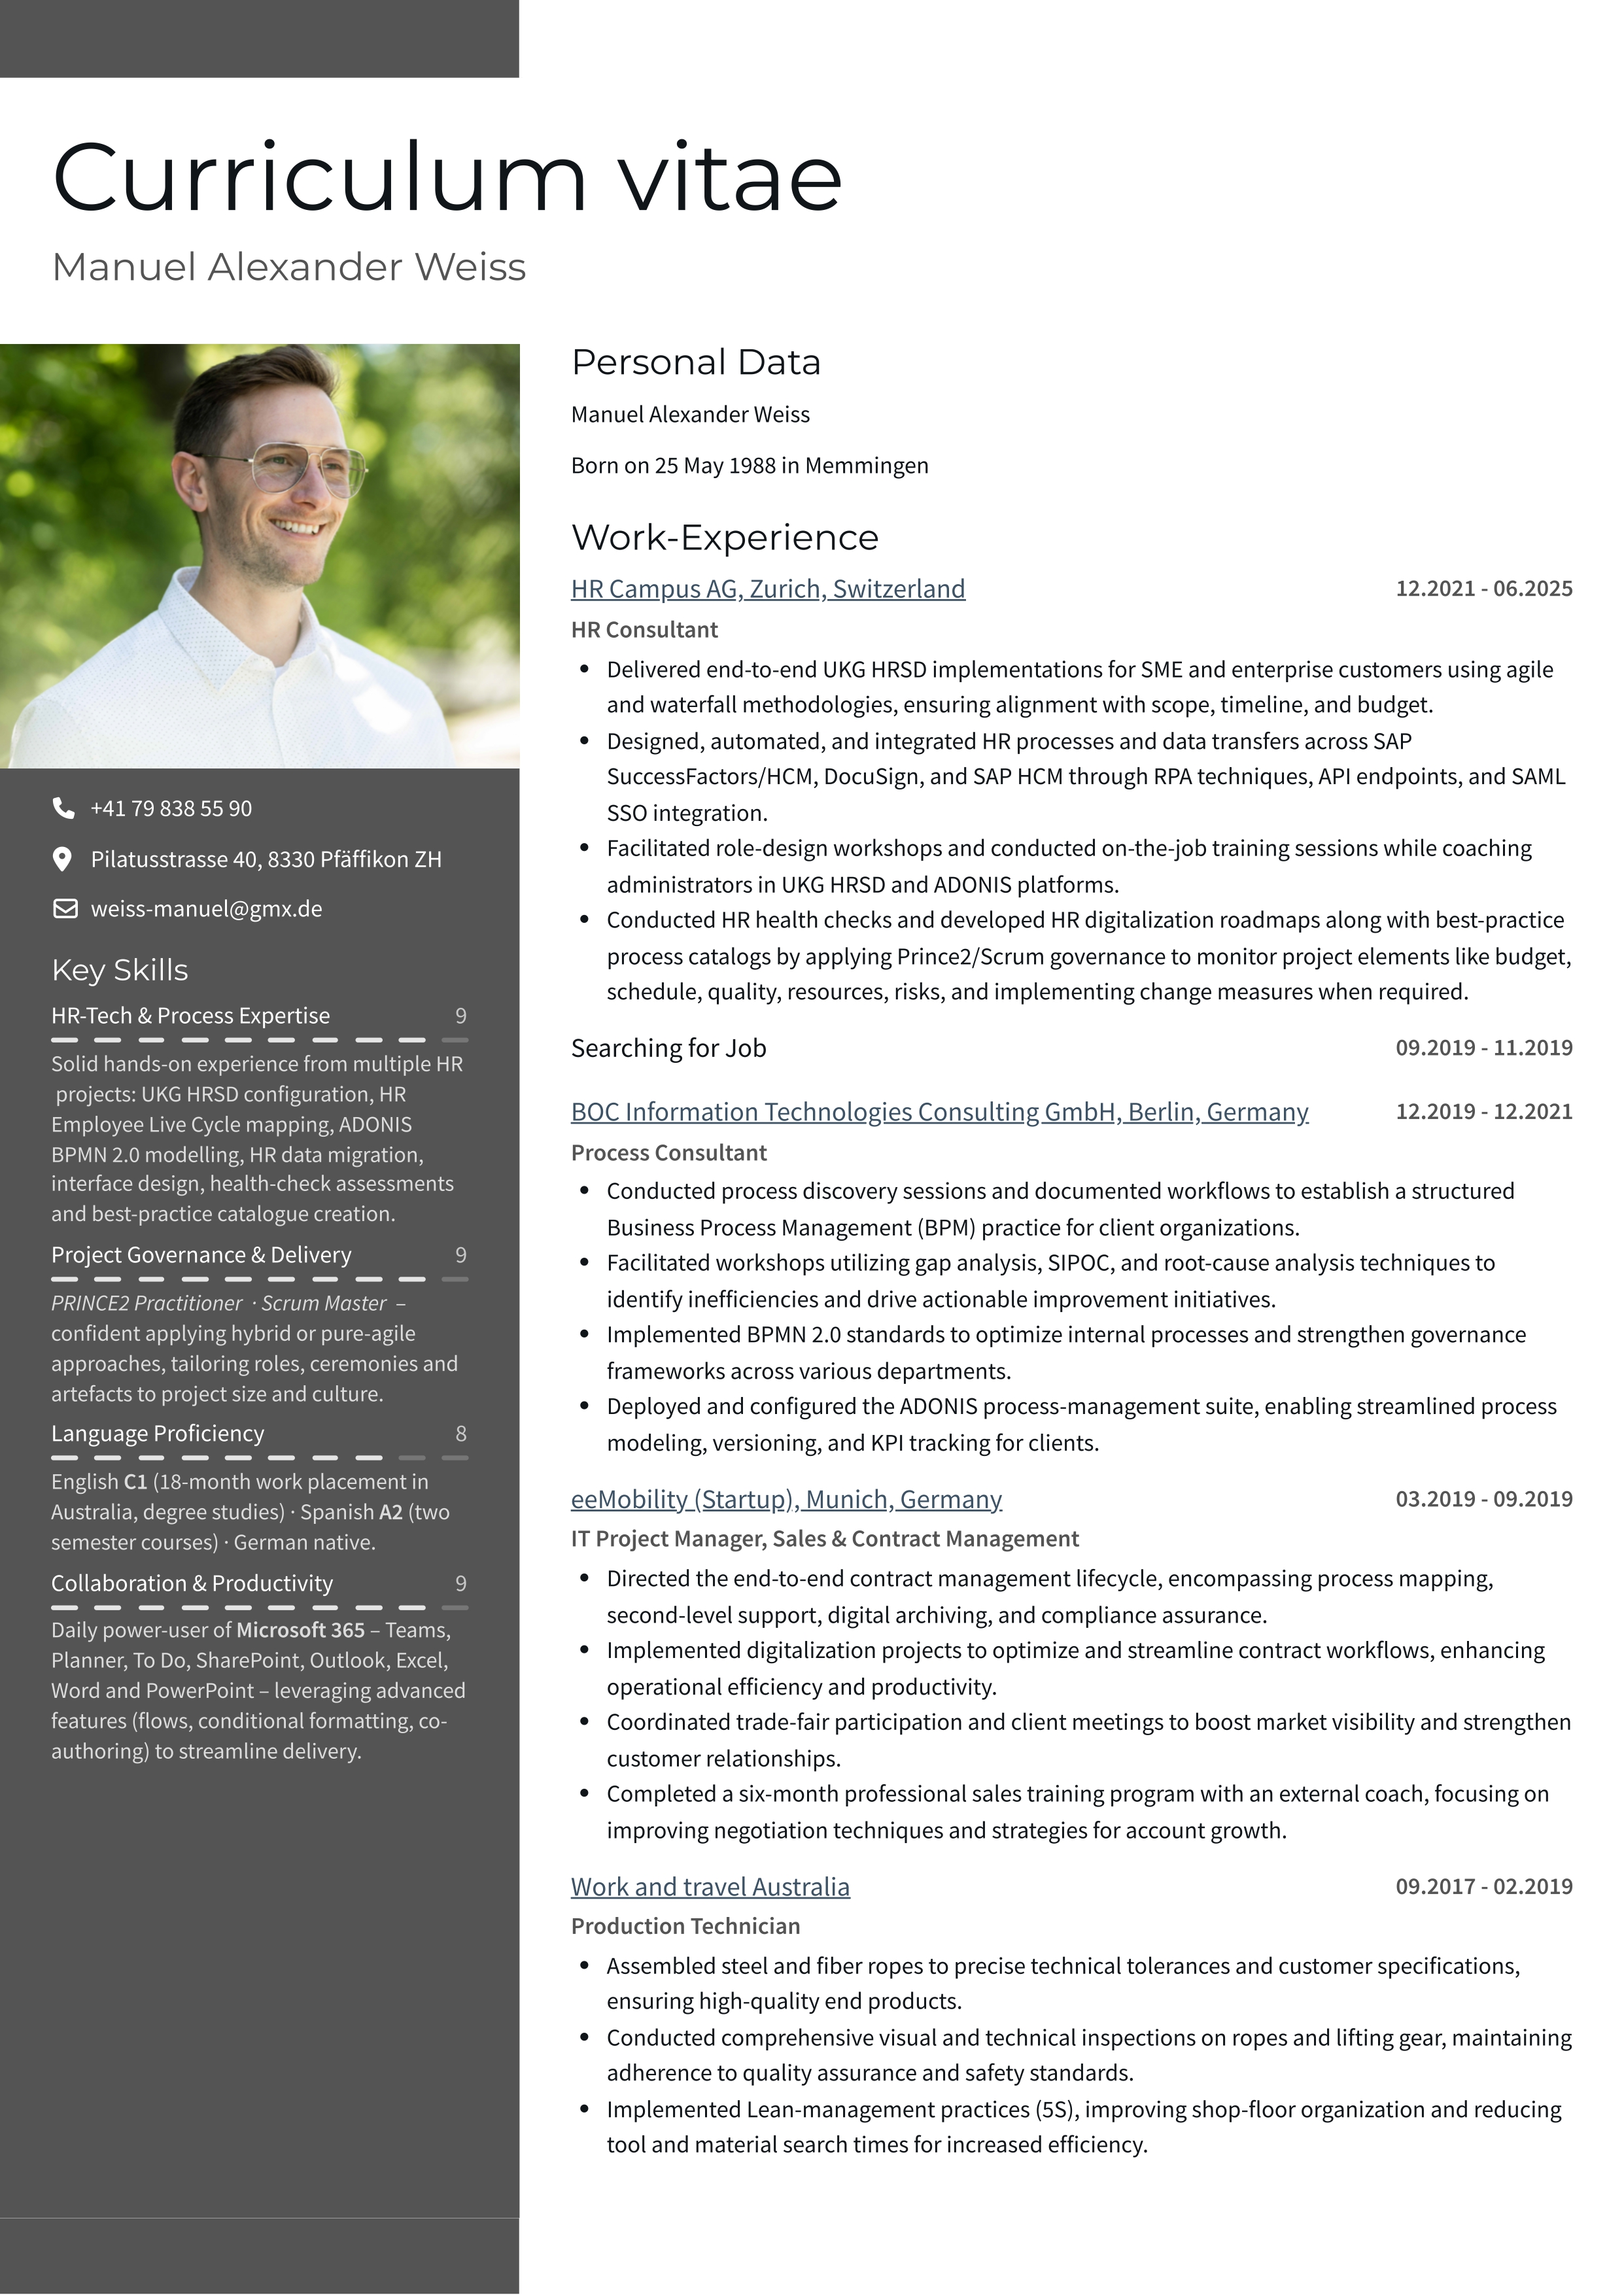 Curriculum vitae
Manuel Alexander Weiss
+41 79 838 55 90
Pilatusstrasse 40, 8330 Pfäffikon ZH
weiss-manuel@gmx.de
Key Skills
HR-Tech & Process Expertise 9
Solid hands-on experience from multiple HR
projects: UKG HRSD configuration, HR
Employee Live Cycle mapping, ADONIS
BPMN 2.0 modelling, HR data migration,
interface design, health-check assessments
and best-practice catalogue creation.
Project Governance & Delivery 9
PRINCE2 Practitioner · Scrum Master –
confident applying hybrid or pure-agile
approaches, tailoring roles, ceremonies and
artefacts to project size and culture.
Language Proficiency 8
English C1 (18-month work placement in
Australia, degree studies) · Spanish A2 (two
semester courses) · German native.
Collaboration & Productivity 9
Daily power-user of Microsoft 365 – Teams,
Planner, To Do, SharePoint, Outlook, Excel,
Word and PowerPoint – leveraging advanced
features (flows, conditional formatting, co-
authoring) to streamline delivery.
Personal Data
Manuel Alexander Weiss
Born on 25 May 1988 in Memmingen
Work-Experience
HR Campus AG, Zurich, Switzerland 12.2021 - 06.2025
HR Consultant
• Delivered end-to-end UKG HRSD implementations for SME and enterprise customers using agile
and waterfall methodologies, ensuring alignment with scope, timeline, and budget.
• Designed, automated, and integrated HR processes and data transfers across SAP
SuccessFactors/HCM, DocuSign, and SAP HCM through RPA techniques, API endpoints, and SAML
SSO integration.
• Facilitated role-design workshops and conducted on-the-job training sessions while coaching
administrators in UKG HRSD and ADONIS platforms.
• Conducted HR health checks and developed HR digitalization roadmaps along with best-practice
process catalogs by applying Prince2/Scrum governance to monitor project elements like budget,
schedule, quality, resources, risks, and implementing change measures when required.
Searching for Job 09.2019 - 11.2019
BOC Information Technologies Consulting GmbH, Berlin, Germany 12.2019 - 12.2021
Process Consultant
• Conducted process discovery sessions and documented workflows to establish a structured
Business Process Management (BPM) practice for client organizations.
• Facilitated workshops utilizing gap analysis, SIPOC, and root-cause analysis techniques to
identify inefficiencies and drive actionable improvement initiatives.
• Implemented BPMN 2.0 standards to optimize internal processes and strengthen governance
frameworks across various departments.
• Deployed and configured the ADONIS process-management suite, enabling streamlined process
modeling, versioning, and KPI tracking for clients.
eeMobility (Startup), Munich, Germany 03.2019 - 09.2019
IT Project Manager, Sales & Contract Management
• Directed the end-to-end contract management lifecycle, encompassing process mapping,
second-level support, digital archiving, and compliance assurance.
• Implemented digitalization projects to optimize and streamline contract workflows, enhancing
operational efficiency and productivity.
• Coordinated trade-fair participation and client meetings to boost market visibility and strengthen
customer relationships.
• Completed a six-month professional sales training program with an external coach, focusing on
improving negotiation techniques and strategies for account growth.
Work and travel Australia 09.2017 - 02.2019
Production Technician
• Assembled steel and fiber ropes to precise technical tolerances and customer specifications,
ensuring high-quality end products.
• Conducted comprehensive visual and technical inspections on ropes and lifting gear, maintaining
adherence to quality assurance and safety standards.
• Implemented Lean-management practices (5S), improving shop-floor organization and reducing
tool and material search times for increased efficiency.